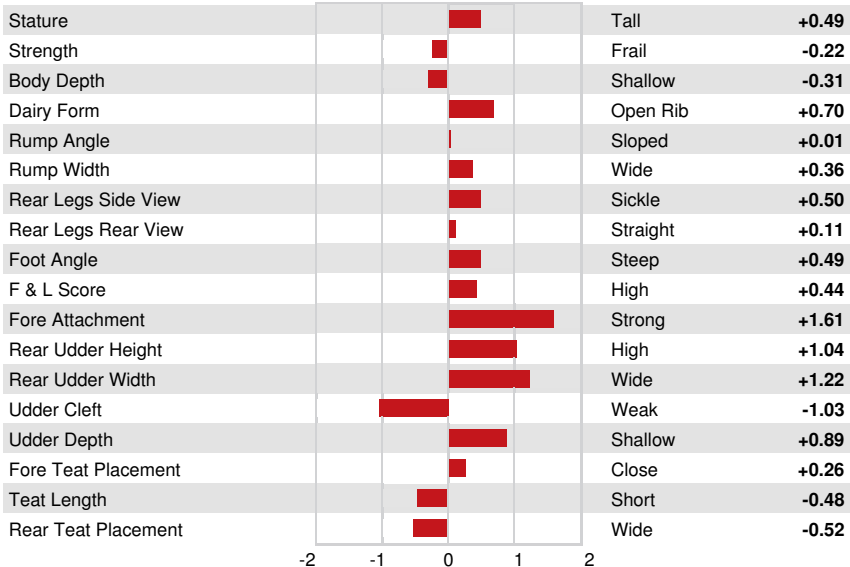 Stature Tall +0.49
Strength Frail -0.22
Body Depth Shallow -0.31
Dairy Form Open Rib +0.70
Rump Angle Sloped +0.01
Rump Width Wide +0.36
Rear Legs Side View Sickle +0.50
Rear Legs Rear View Straight +0.11
Foot Angle Steep +0.49
F & L Score High +0.44
Fore Attachment Strong +1.61
Rear Udder Height High +1.04
Rear Udder Width Wide +1.22
Udder Cleft Weak -1.03
Udder Depth Shallow +0.89
Fore Teat Placement Close +0.26
Teat Length Short -0.48
Rear Teat Placement Wide -0.52
-2 -1 0 1 2